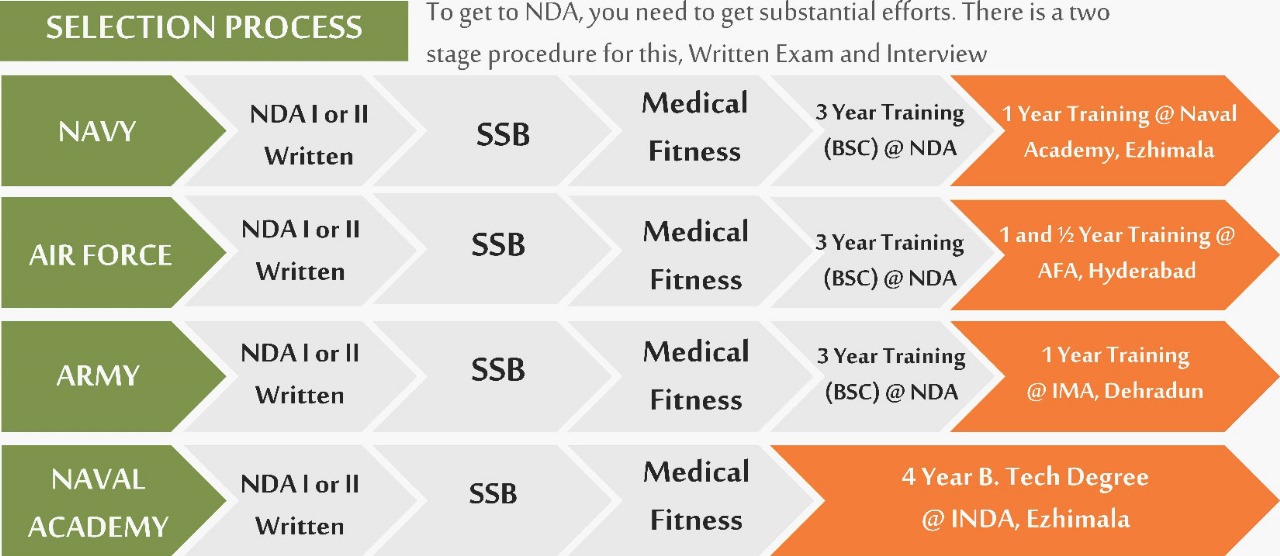 SELECTION PROCESS
To get to NDA, you need to get substantial efforts. There is a two
stage procedure for this, Written Exam and Interview
NAVY
NDA I or II
Written
SSB
Medical
Fitness
3 Year Training
(BSC) @ NDA
1 Year Training @ Naval
Academy, Ezhimala
AIR FORCE
NDA I or II
Written
SSB
Medical
Fitness
3 Year Training
(BSC) @ NDA
1 and ½ Year Training @
AFA, Hyderabad
ARMY
NDA I or II
Written
SSB
Medical
Fitness
3 Year Training
(BSC) @ NDA
1 Year Training
@ IMA, Dehradun
NAVAL
ACADEMY
NDA I or II
Written
SSB
Medical
Fitness
4 Year B. Tech Degree
@ INDA, Ezhimala